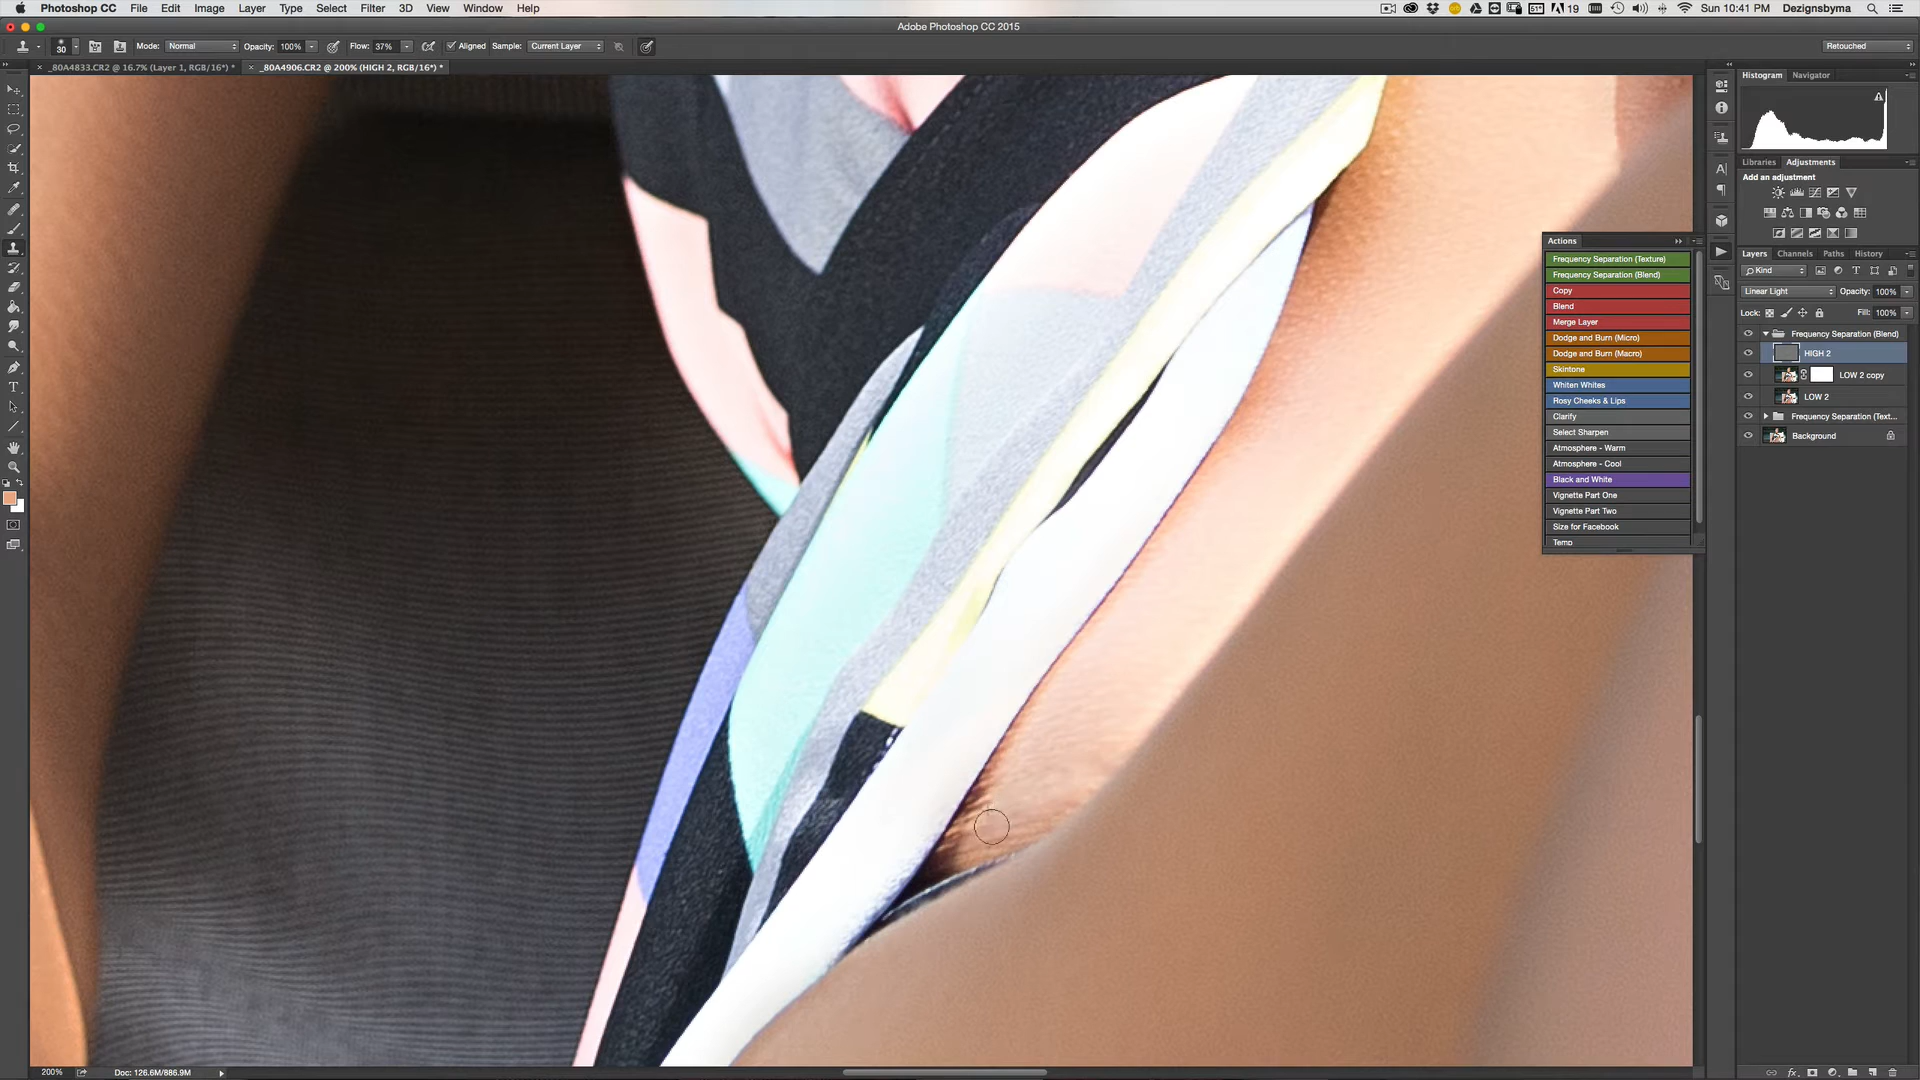 Photoshop CC File Edit Image Layer Type Select Filter 3D View Window Help 19 Sun 10:41 PM Dezignsbyma
Adobe Photoshop CC 2015
30 Mode: Normal Opacity: 100% Flow: 37% Aligned Sample: Current Layer Retouched
_80A4833.CR2 @ 16.7% (Layer 1, RGB/16*) * _80A4906.CR2 @ 200% (HIGH 2, RGB/16*) *
Histogram Navigator
Libraries Adjustments
Add an adjustment
Actions
Frequency Separation (Texture)
Frequency Separation (Blend)
Copy
Blend
Merge Layer
Dodge and Burn (Micro)
Dodge and Burn (Macro)
Skintone
Whiten Whites
Rosy Cheeks & Lips
Clarify
Select Sharpen
Atmosphere - Warm
Atmosphere - Cool
Black and White
Vignette Part One
Vignette Part Two
Size for Facebook
Temp
Layers Channels Paths History
Kind
Linear Light Opacity: 100%
Lock: Fill: 100%
Frequency Separation (Blend)
HIGH 2
LOW 2 copy
LOW 2
Frequency Separation (Text...
Background
200% Doc: 126.6M/886.9M